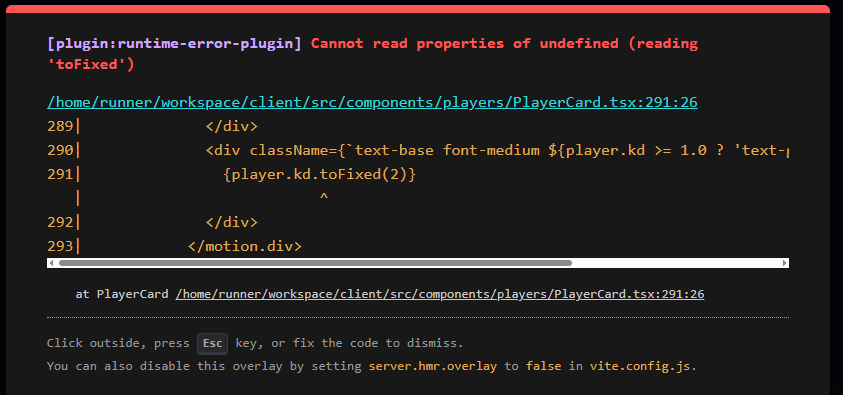 [plugin:runtime-error-plugin] Cannot read properties of undefined (reading
'toFixed')
/home/runner/workspace/client/src/components/players/PlayerCard.tsx:291:26
289|              </div>
290|              <div className={`text-base font-medium ${player.kd >= 1.0 ? 'text-g
291|                {player.kd.toFixed(2)}
   |                           ^
292|              </div>
293|            </motion.div>
at PlayerCard /home/runner/workspace/client/src/components/players/PlayerCard.tsx:291:26
Click outside, press Esc key, or fix the code to dismiss.
You can also disable this overlay by setting server.hmr.overlay to false in vite.config.js.